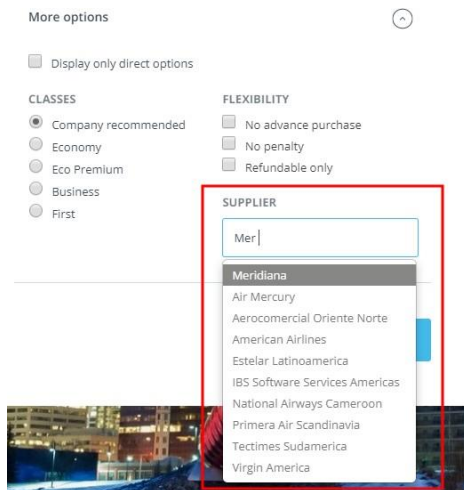 More options
Display only direct options
CLASSES
Company recommended
Economy
Eco Premium
Business
First
FLEXIBILITY
No advance purchase
No penalty
Refundable only
SUPPLIER
Mer
Meridiana
Air Mercury
Aerocomercial Oriente Norte
American Airlines
Estelar Latinoamerica
IBS Software Services Americas
National Airways Cameroon
Primera Air Scandinavia
Tectimes Sudamerica
Virgin America